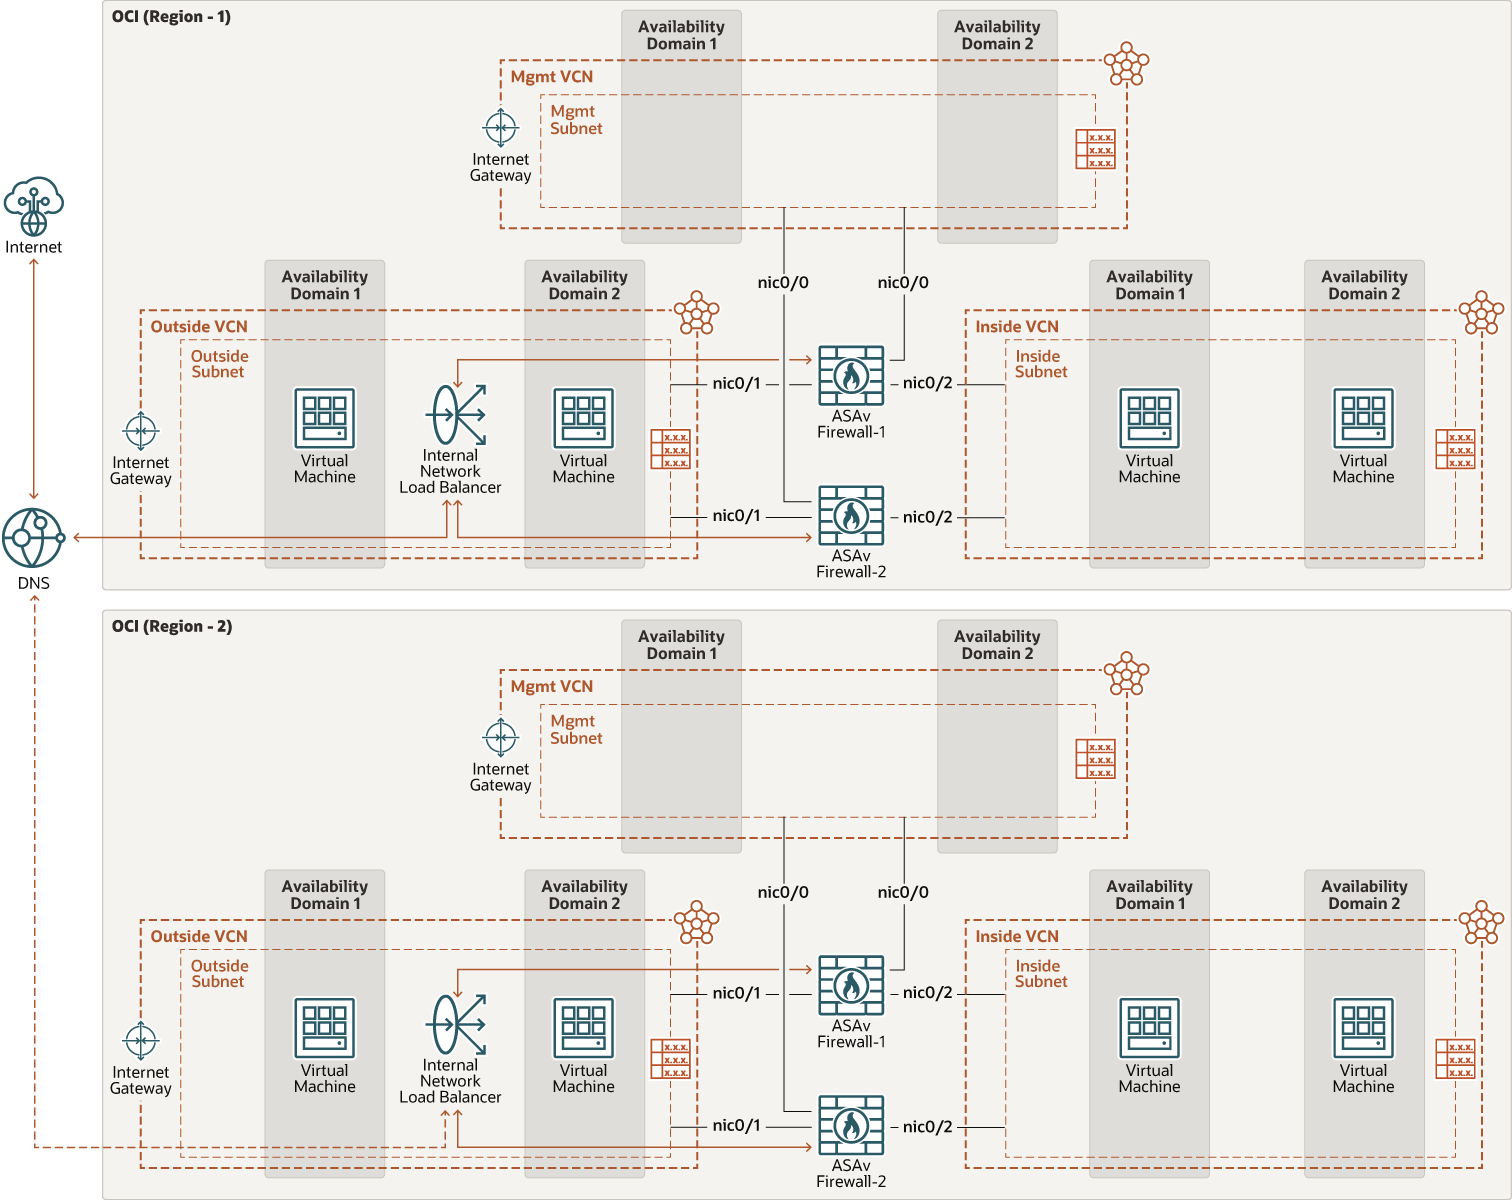 OCI (Region - 1)
Availability
Domain 1
Availability
Domain 2
Mgmt VCN
Mgmt
Subnet
x.x.x.
x.x.x.
x.x.x.
Internet
Gateway
Internet
nic0/0
nic0/0
Availability
Domain 1
Availability
Domain 2
Outside VCN
Outside
Subnet
Virtual
Machine
Internal
Network
Load Balancer
Virtual
Machine
x.x.x.
x.x.x.
x.x.x.
Internet
Gateway
nic0/1
ASAv
Firewall-1
nic0/2
nic0/1
ASAv
Firewall-2
nic0/2
Availability
Domain 1
Availability
Domain 2
Inside VCN
Inside
Subnet
Virtual
Machine
Virtual
Machine
x.x.x.
x.x.x.
x.x.x.
DNS
OCI (Region - 2)
Availability
Domain 1
Availability
Domain 2
Mgmt VCN
Mgmt
Subnet
x.x.x.
x.x.x.
x.x.x.
Internet
Gateway
nic0/0
nic0/0
Availability
Domain 1
Availability
Domain 2
Outside VCN
Outside
Subnet
Virtual
Machine
Internal
Network
Load Balancer
Virtual
Machine
x.x.x.
x.x.x.
x.x.x.
Internet
Gateway
nic0/1
ASAv
Firewall-1
nic0/2
nic0/1
ASAv
Firewall-2
nic0/2
Availability
Domain 1
Availability
Domain 2
Inside VCN
Inside
Subnet
Virtual
Machine
Virtual
Machine
x.x.x.
x.x.x.
x.x.x.